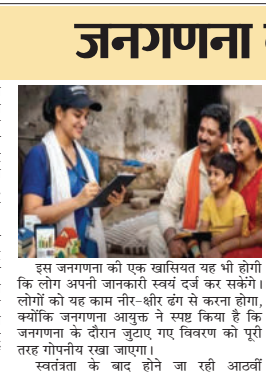 जनगणना
इस जनगणना की एक खासियत यह भी होगी
कि लोग अपनी जानकारी स्वयं दर्ज कर सकेंगे।
लोगों को यह काम नीर-क्षीर ढंग से करना होगा,
क्योंकि जनगणना आयुक्त ने स्पष्ट किया है कि
जनगणना के दौरान जुटाए गए विवरण को पूरी
तरह गोपनीय रखा जाएगा।
स्वतंत्रता के बाद होने जा रही आठवीं